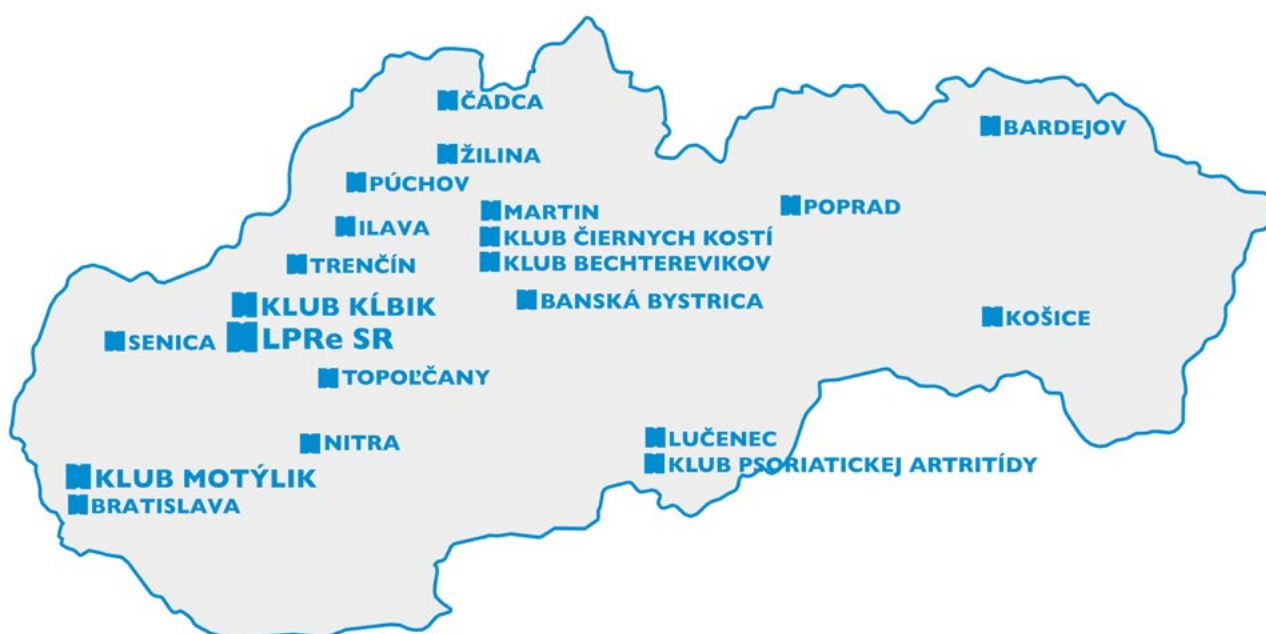 ČADCA
BARDEJOV
ŽILINA
PÚCHOV
MARTIN
POPRAD
ILAVA
KLUB ČIERNYCH KOSTÍ
TRENČÍN
KLUB BECHTEREVIKOV
KLUB KĹBIK
BANSKÁ BYSTRICA
KOŠICE
SENICA
LPRe SR
TOPOĽČANY
NITRA
LUČENEC
KLUB PSORIATICKEJ ARTRITÍDY
KLUB MOTÝLIK
BRATISLAVA